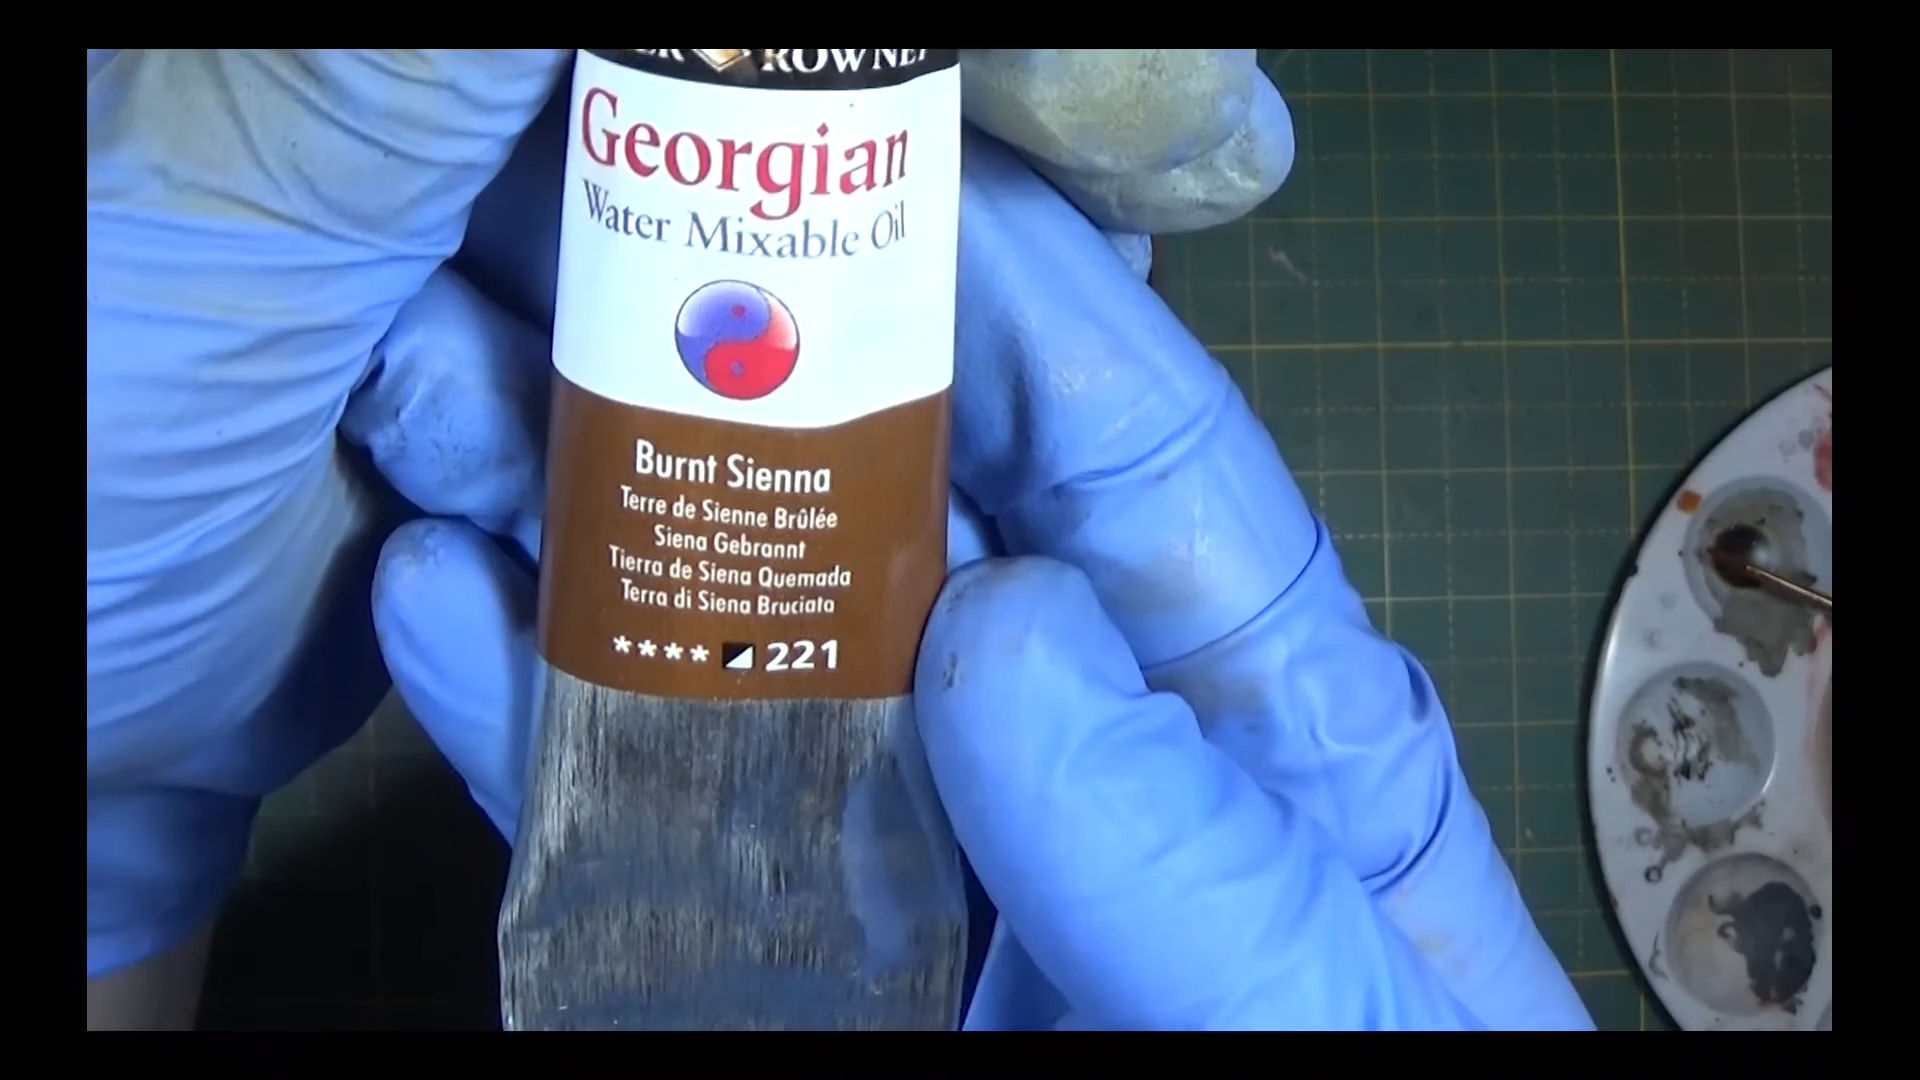 ROWNEY
Georgian
Water Mixable Oil
Burnt Sienna
Terre de Sienne Brûlée
Siena Gebrannt
Tierra de Siena Quemada
Terra di Siena Bruciata
**** 221